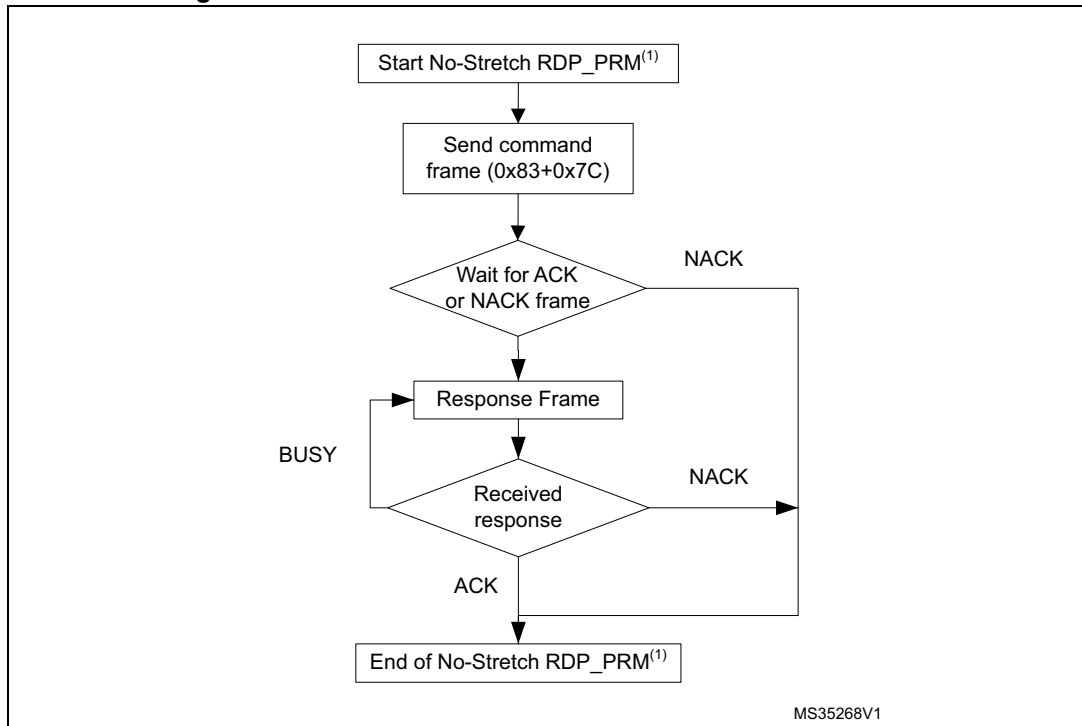 Start No-Stretch RDP_PRM(1)
Send command
frame (0x83+0x7C)
Wait for ACK
or NACK frame
NACK
Response Frame
BUSY
Received
response
NACK
ACK
End of No-Stretch RDP_PRM(1)
MS35268V1